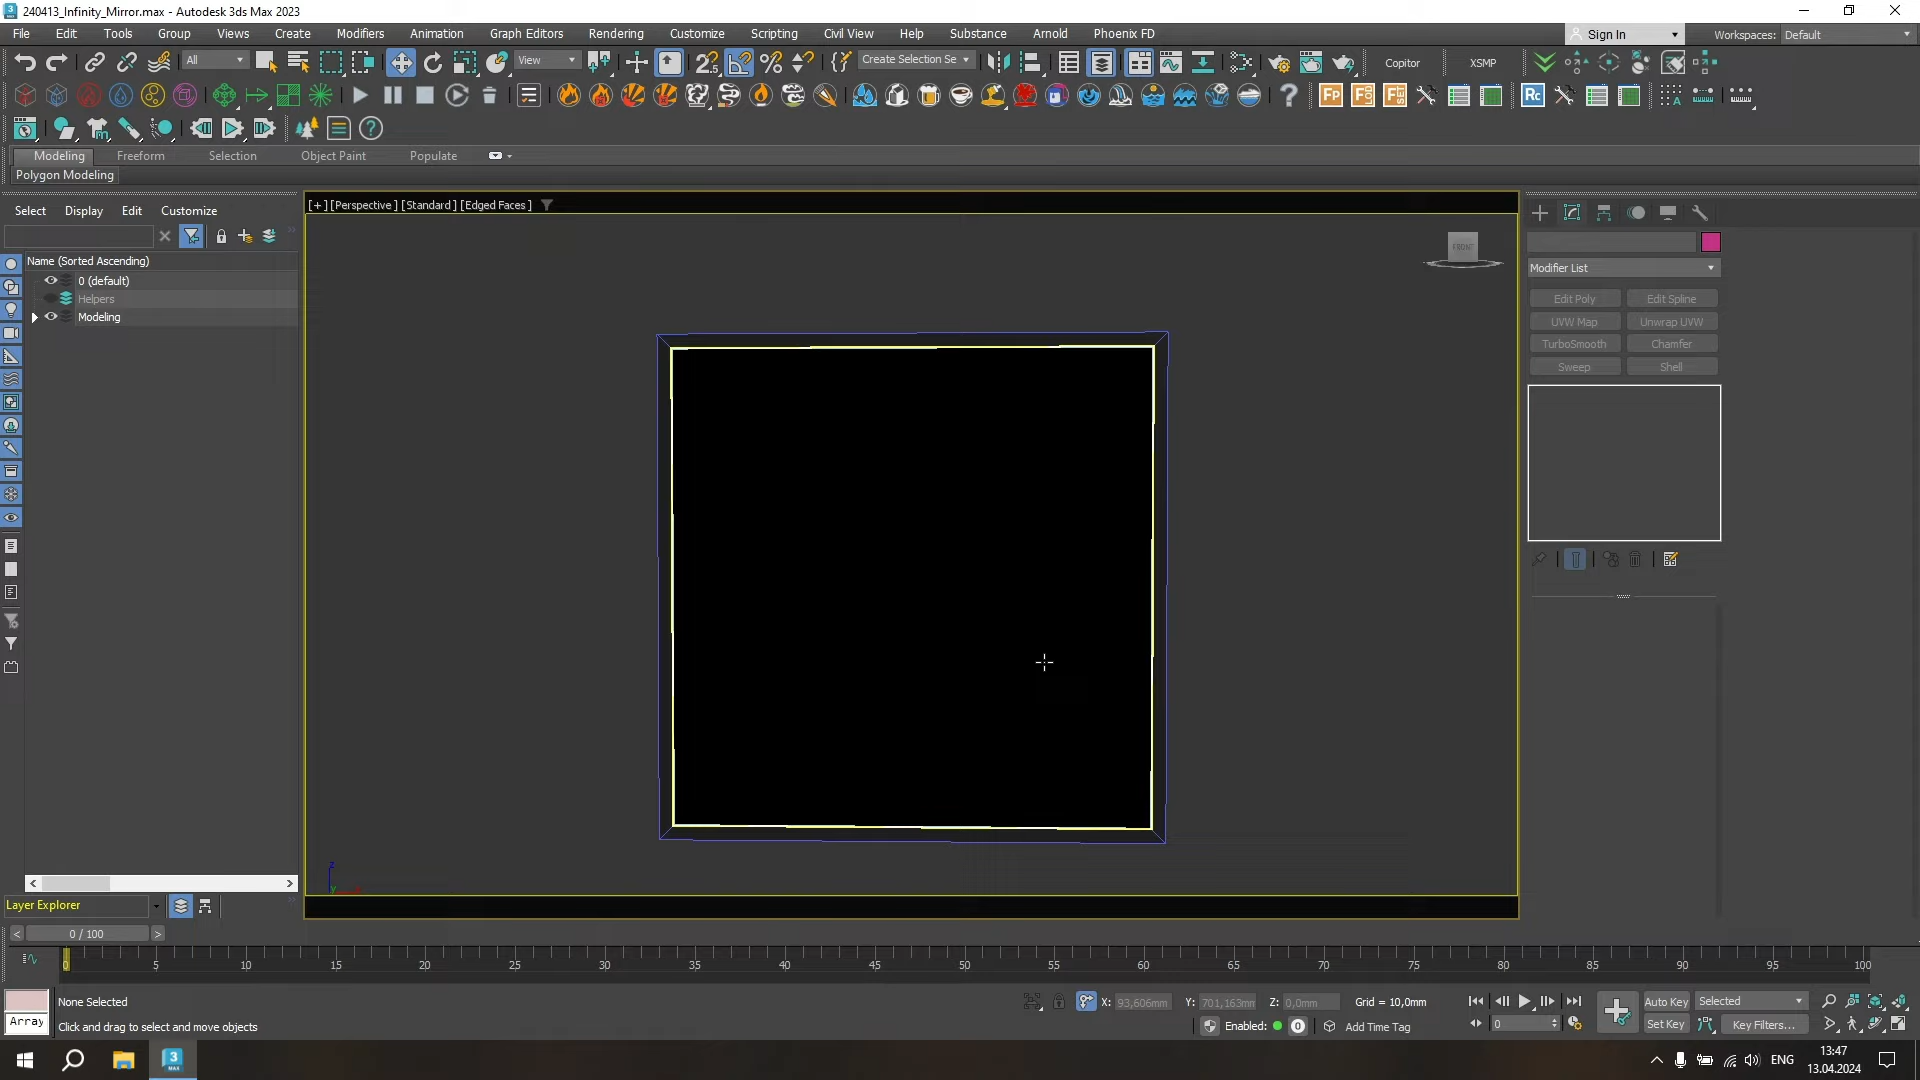 240413_Infinity_Mirror.max - Autodesk 3ds Max 2023
File Edit Tools Group Views Create Modifiers Animation Graph Editors Rendering Customize Scripting Civil View Help Substance Arnold Phoenix FD
Sign In
Workspaces: Default
All
View
Create Selection Se
Copitor
XSMP
Modeling Freeform Selection Object Paint Populate
Polygon Modeling
Select Display Edit Customize
Name (Sorted Ascending)
0 (default)
Helpers
Modeling
[+] [Perspective ] [Standard ] [Edged Faces ]
FRONT
Modifier List
Edit Poly Edit Spline
UVW Map Unwrap UVW
TurboSmooth Chamfer
Sweep Shell
Layer Explorer
0 / 100
0 5 10 15 20 25 30 35 40 45 50 55 60 65 70 75 80 85 90 95 100
None Selected
Click and drag to select and move objects
Array
X: 93,606mm Y: 701,163mm Z: 0,0mm Grid = 10,0mm
Enabled: 0 Add Time Tag
0
Auto Key Selected
Set Key Key Filters...
3
MAX
ENG
13:47
13.04.2024